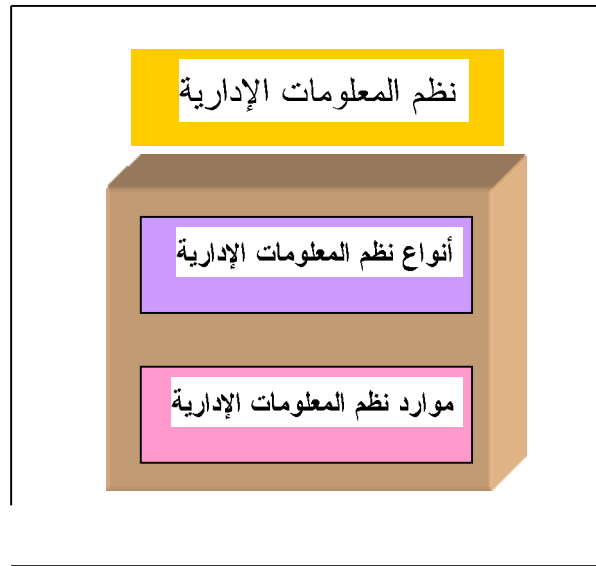 نظم المعلومات الإدارية
أنواع نظم المعلومات الإدارية
موارد نظم المعلومات الإدارية